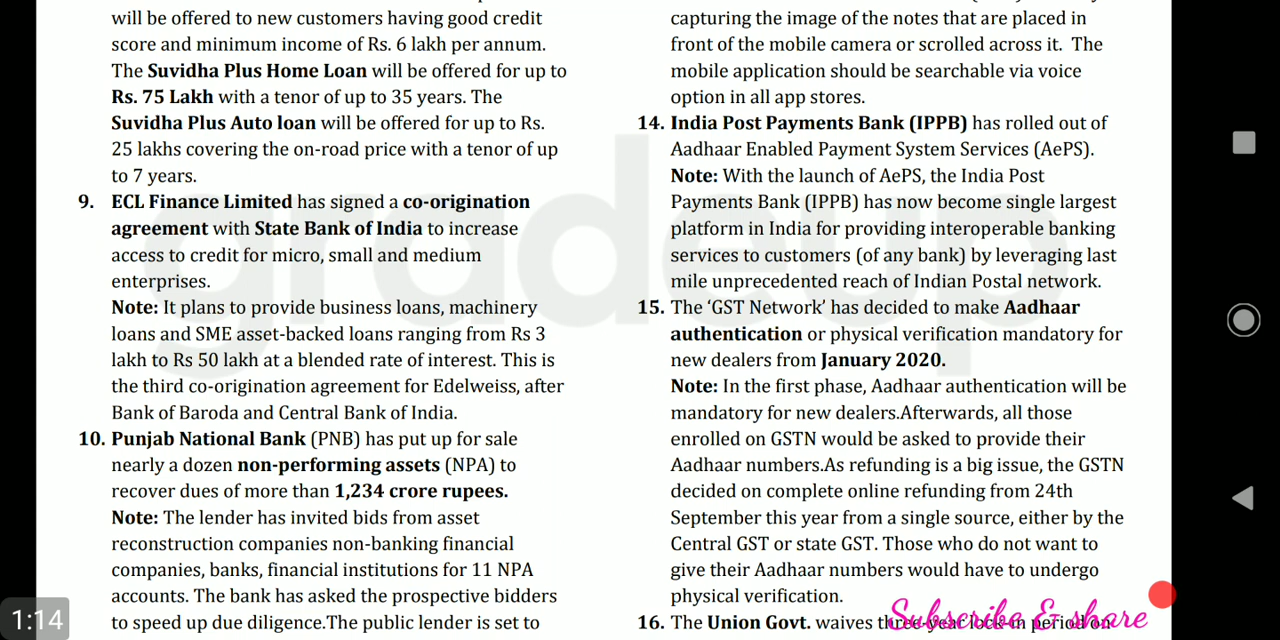 will be offered to new customers having good credit
score and minimum income of Rs. 6 lakh per annum.
The Suvidha Plus Home Loan will be offered for up to
Rs. 75 Lakh with a tenor of up to 35 years. The
Suvidha Plus Auto loan will be offered for up to Rs.
25 lakhs covering the on-road price with a tenor of up
to 7 years.
9. ECL Finance Limited has signed a co-origination
agreement with State Bank of India to increase
access to credit for micro, small and medium
enterprises.
Note: It plans to provide business loans, machinery
loans and SME asset-backed loans ranging from Rs 3
lakh to Rs 50 lakh at a blended rate of interest. This is
the third co-origination agreement for Edelweiss, after
Bank of Baroda and Central Bank of India.
10. Punjab National Bank (PNB) has put up for sale
nearly a dozen non-performing assets (NPA) to
recover dues of more than 1,234 crore rupees.
Note: The lender has invited bids from asset
reconstruction companies non-banking financial
companies, banks, financial institutions for 11 NPA
accounts. The bank has asked the prospective bidders
to speed up due diligence.The public lender is set to
capturing the image of the notes that are placed in
front of the mobile camera or scrolled across it. The
mobile application should be searchable via voice
option in all app stores.
14. India Post Payments Bank (IPPB) has rolled out of
Aadhaar Enabled Payment System Services (AePS).
Note: With the launch of AePS, the India Post
Payments Bank (IPPB) has now become single largest
platform in India for providing interoperable banking
services to customers (of any bank) by leveraging last
mile unprecedented reach of Indian Postal network.
15. The ‘GST Network’ has decided to make Aadhaar
authentication or physical verification mandatory for
new dealers from January 2020.
Note: In the first phase, Aadhaar authentication will be
mandatory for new dealers.Afterwards, all those
enrolled on GSTN would be asked to provide their
Aadhaar numbers.As refunding is a big issue, the GSTN
decided on complete online refunding from 24th
September this year from a single source, either by the
Central GST or state GST. Those who do not want to
give their Aadhaar numbers would have to undergo
physical verification.
16. The Union Govt. waives three-year lock-in period on
gradeup
1:14
Subscribe & share